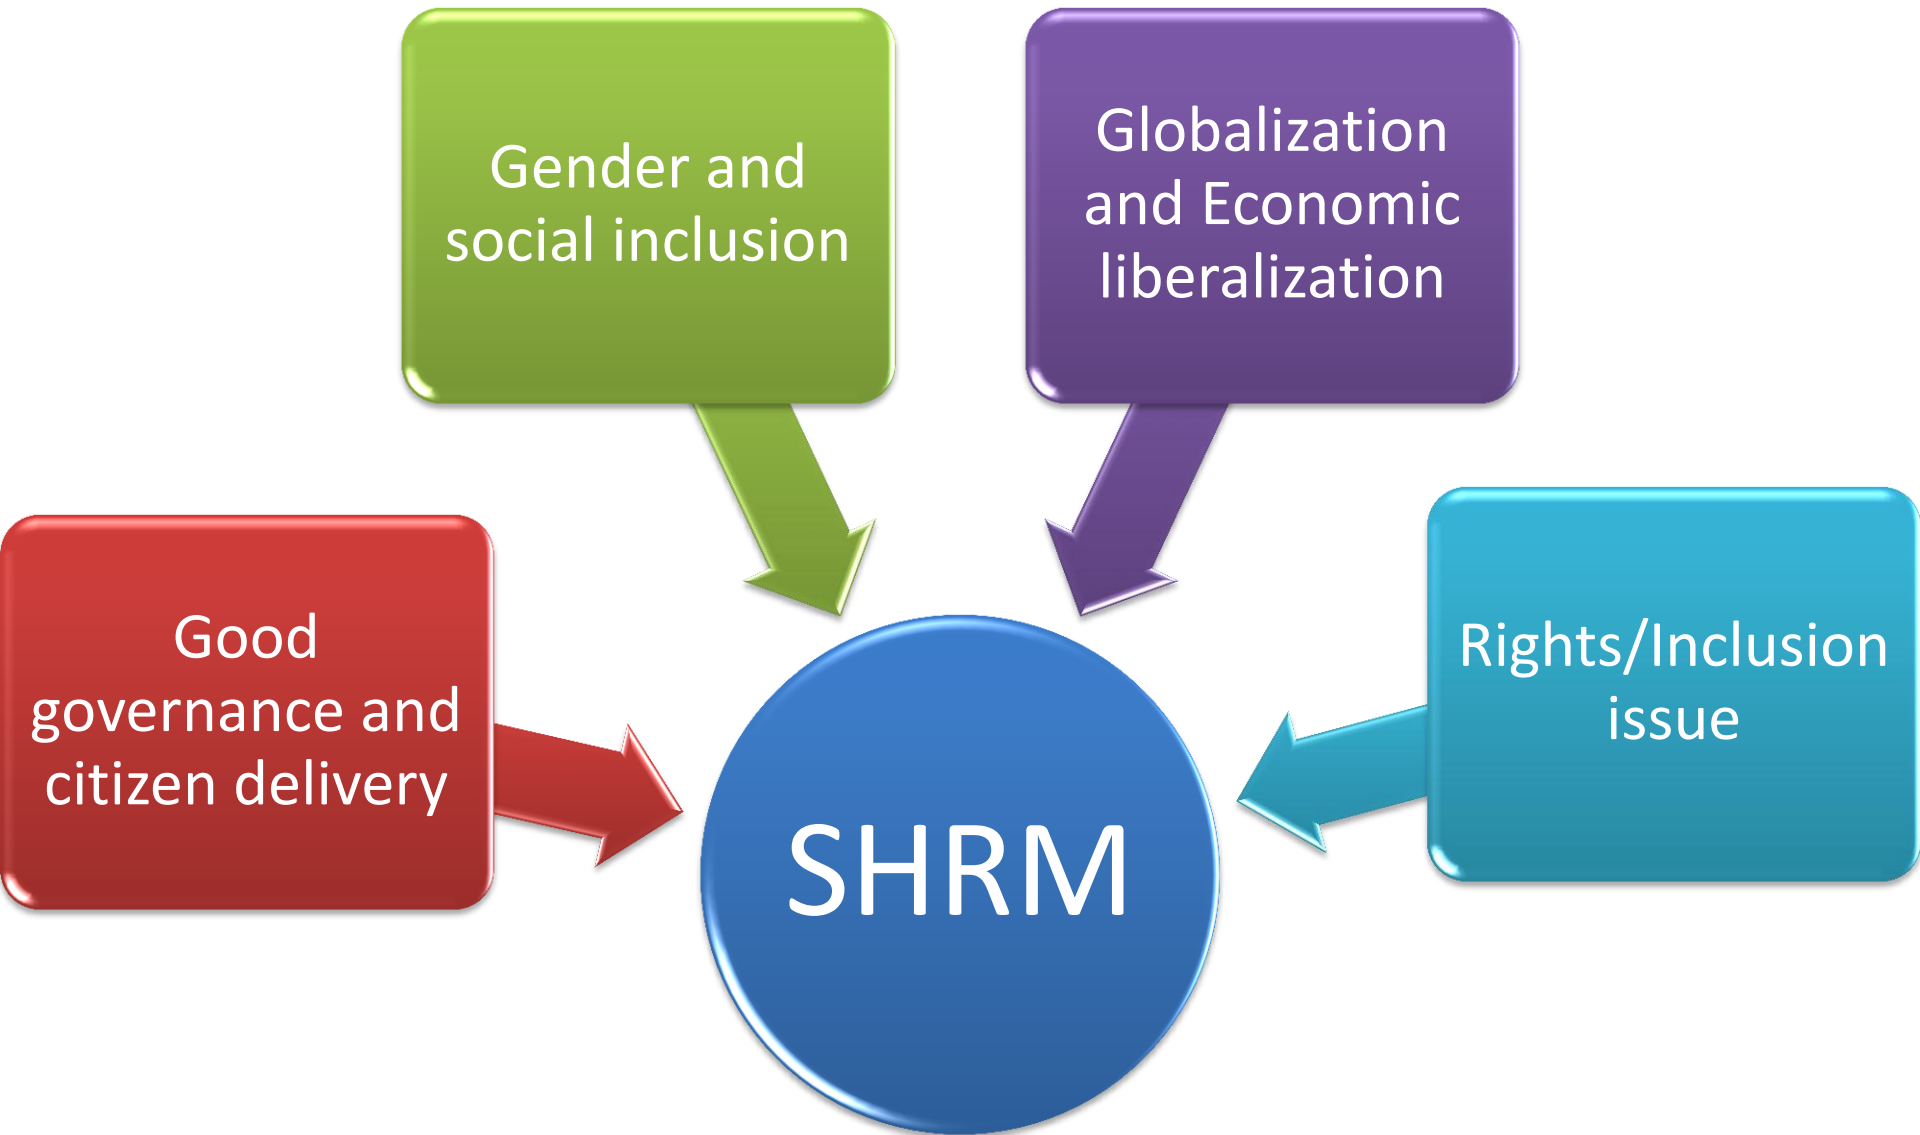 Gender and
social inclusion
Globalization
and Economic
liberalization
Good
governance and
citizen delivery
Rights/Inclusion
issue
SHRM